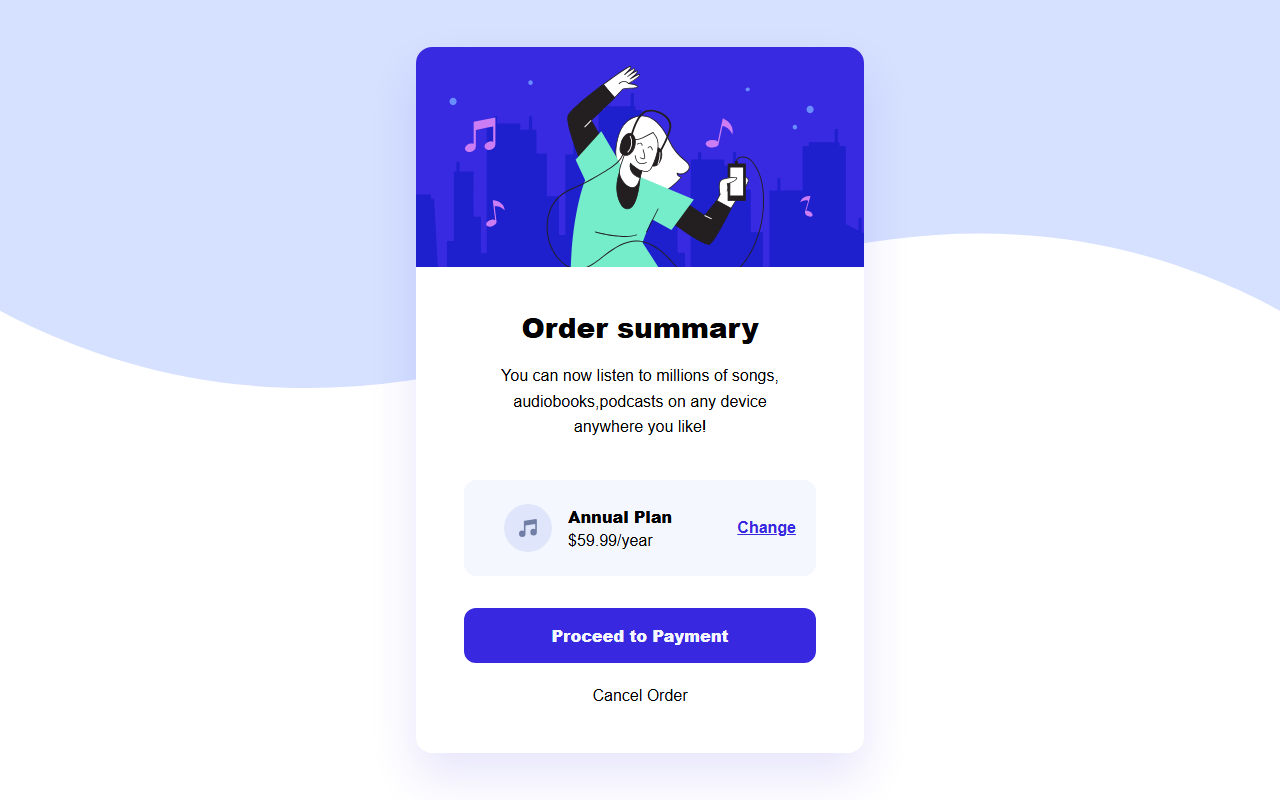 Order summary
You can now listen to millions of songs,
audiobooks,podcasts on any device
anywhere you like!
Annual Plan
$59.99/year
Change
Proceed to Payment
Cancel Order